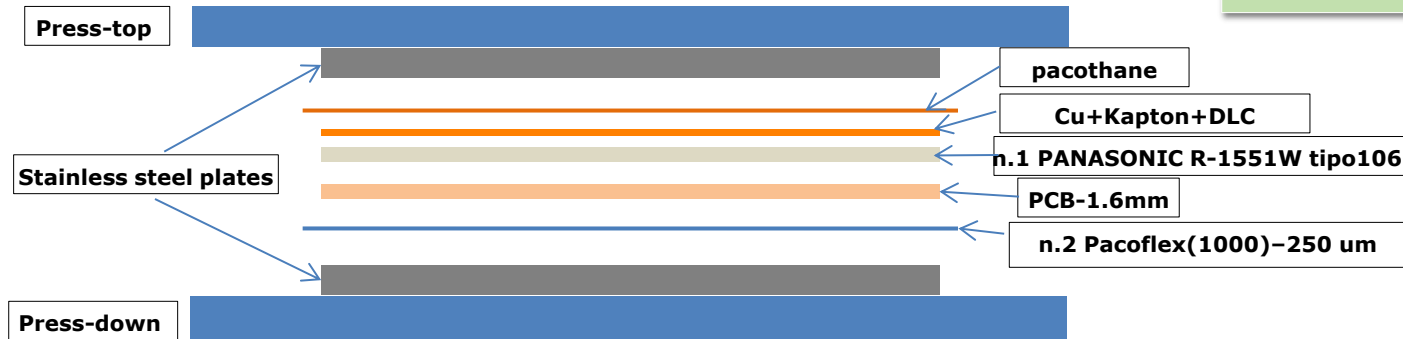 Press-top
pacothane
Cu+Kapton+DLC
n.1 PANASONIC R-1551W tipo106
Stainless steel plates
PCB-1.6mm
n.2 Pacoflex(1000)–250 um
Press-down